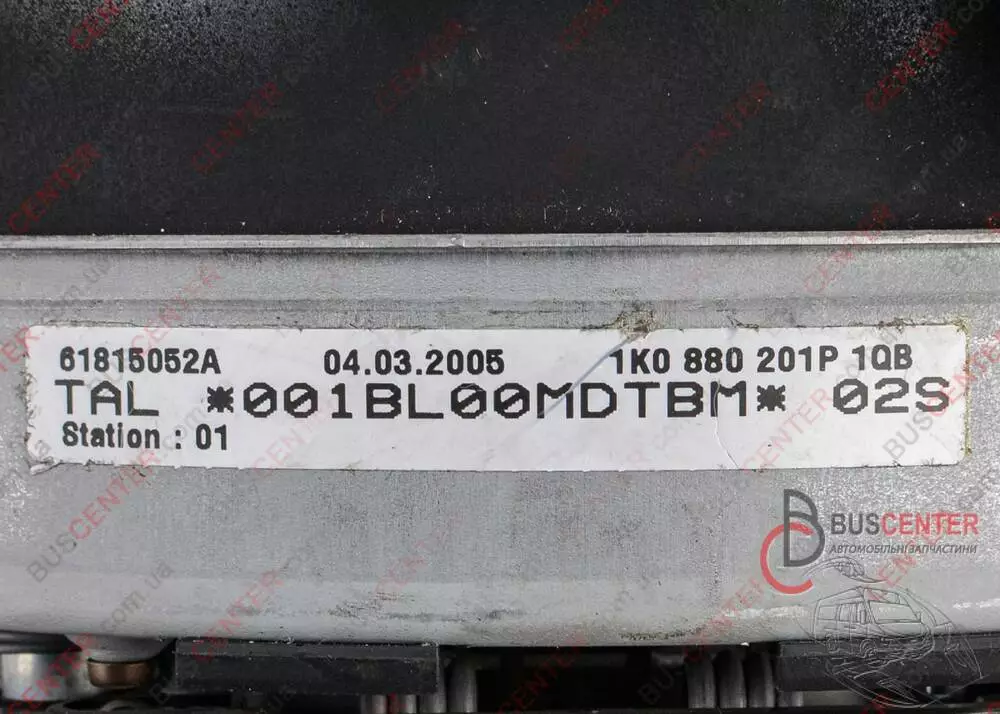 61815052A 04.03.2005 1K0 880 201P 1QB
TAL *001BL00MDTBM* 02S
Station : 01
BUSCENTER
АВТОМОБІЛЬНІ ЗАПЧАСТИНИ